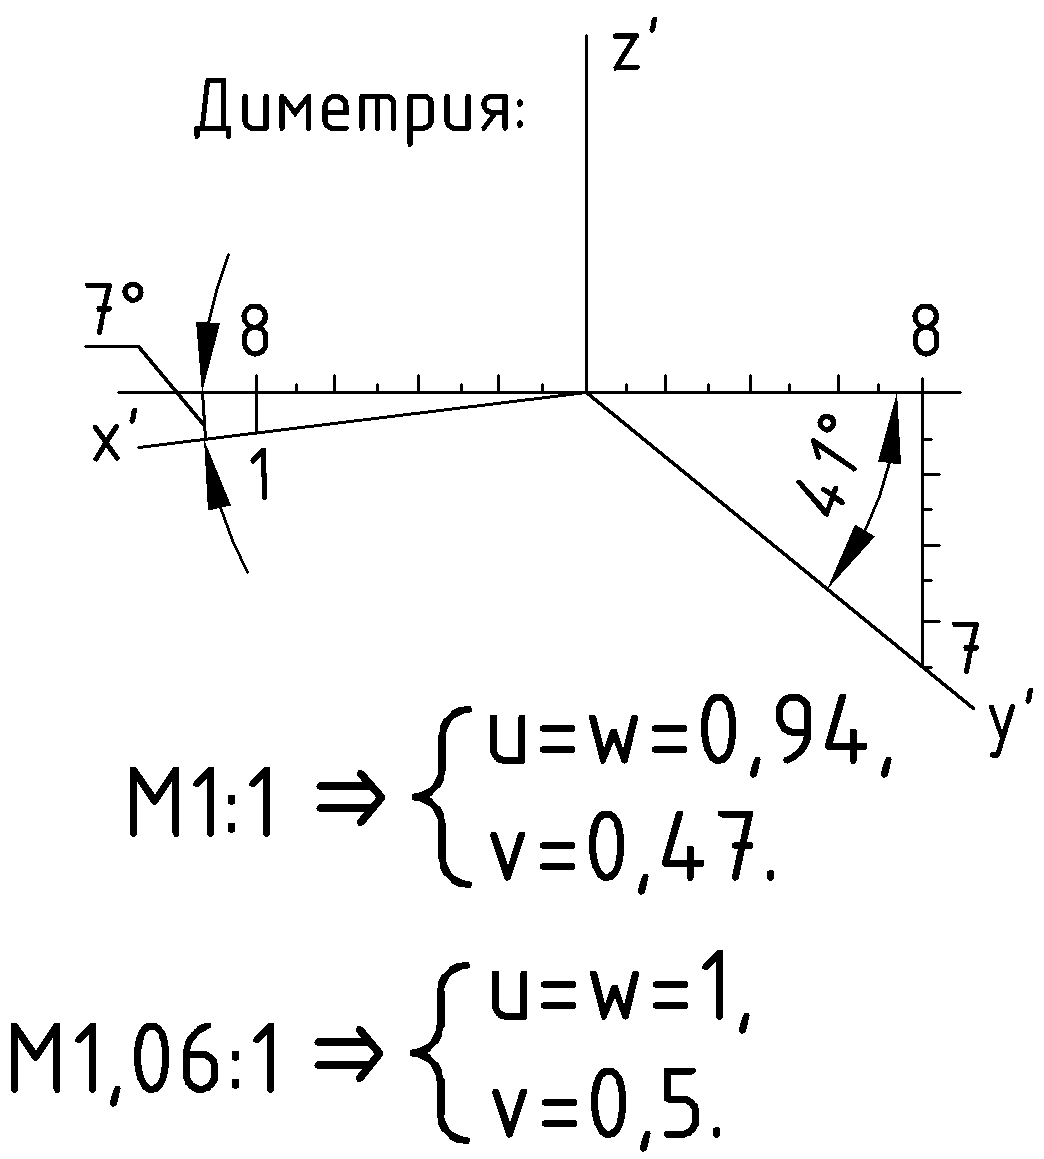 z'
Диметрия:
7°
8
8
x'
1
41°
7
y'
M1:1 ⇒ { u=w=0,94,
v=0,47.
M1,06:1 ⇒ { u=w=1,
v=0,5.